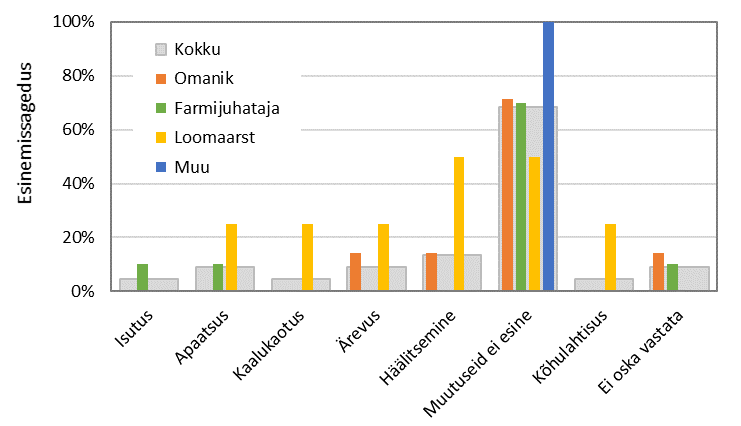 100%
80%
60%
40%
20%
0%
Esinemissagedus
Kokku
Omanik
Farmijuhataja
Loomaarst
Muu
Isutus
Apaatsus
Kaalukaotus
Ärevus
Häälitsemine
Muutuseid ei esine
Kõhulahtisus
Ei oska vastata